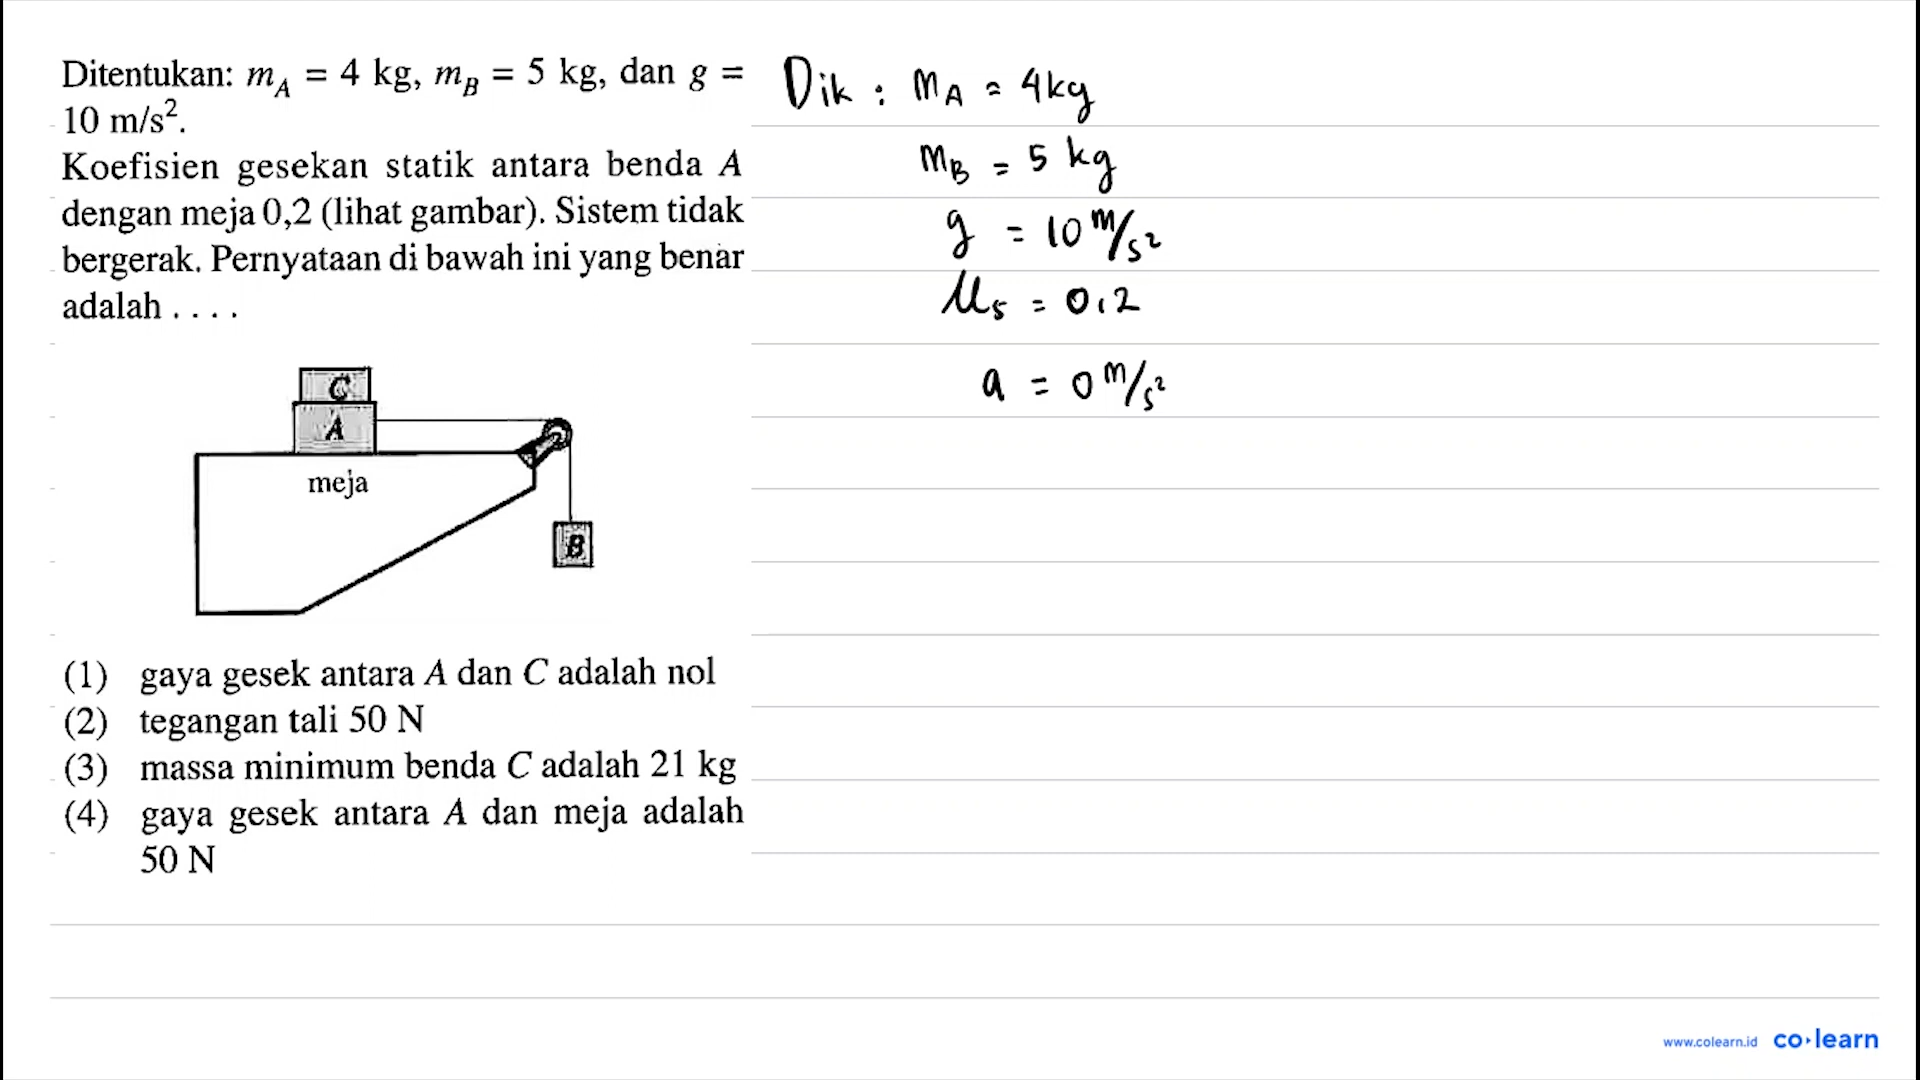 Ditentukan: m_A = 4 kg, m_B = 5 kg, dan g =
10 m/s².
Koefisien gesekan statik antara benda A
dengan meja 0,2 (lihat gambar). Sistem tidak
bergerak. Pernyataan di bawah ini yang benar
adalah . . . .
C
A
meja
B
(1) gaya gesek antara A dan C adalah nol
(2) tegangan tali 50 N
(3) massa minimum benda C adalah 21 kg
(4) gaya gesek antara A dan meja adalah
50 N
Dik : m_A = 4 kg
m_B = 5 kg
g = 10 m/s²
μ_s = 0,2
a = 0 m/s²
www.colearn.id co·learn